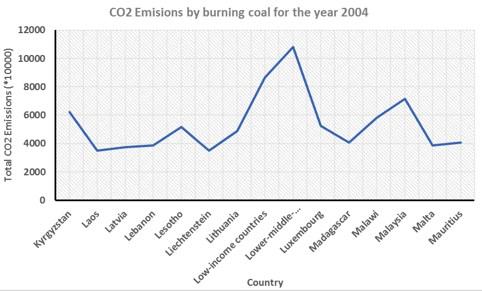 CO2 Emisions by burning coal for the year 2004
Total CO2 Emissions (*10000)
12000
10000
8000
6000
4000
2000
0
Kyrgyzstan
Laos
Latvia
Lebanon
Lesotho
Liechtenstein
Lithuania
Low-income countries
Lower-middle-...
Luxembourg
Madagascar
Malawi
Malaysia
Malta
Mauritius
Country